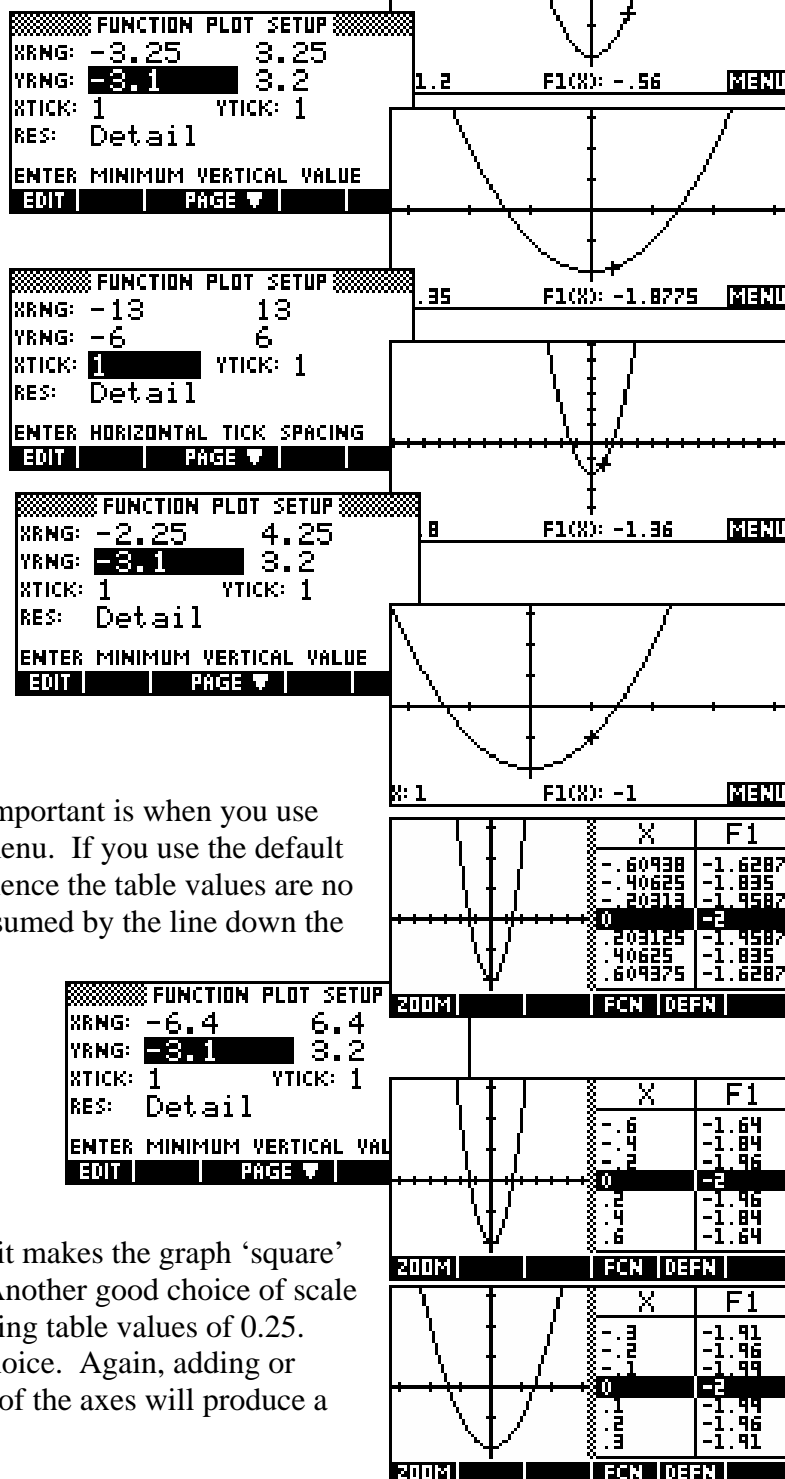 FUNCTION PLOT SETUP
XRNG: -3.25 3.25
YRNG: -3.1 3.2
XTICK: 1 YTICK: 1
RES: Detail
ENTER MINIMUM VERTICAL VALUE
EDIT PAGE ▼
1.2 F1(X): -.56 MENU
.35 F1(X): -1.8775 MENU
FUNCTION PLOT SETUP
XRNG: -13 13
YRNG: -6 6
XTICK: 1 YTICK: 1
RES: Detail
ENTER HORIZONTAL TICK SPACING
EDIT PAGE ▼
.8 F1(X): -1.36 MENU
FUNCTION PLOT SETUP
XRNG: -2.25 4.25
YRNG: -3.1 3.2
XTICK: 1 YTICK: 1
RES: Detail
ENTER MINIMUM VERTICAL VALUE
EDIT PAGE ▼
X: 1 F1(X): -1 MENU
mportant is when you use
enu. If you use the default
ence the table values are no
sumed by the line down the
X F1
-.60938 -1.6287
-.40625 -1.835
-.20313 -1.9587
0 -2
.203125 -1.9587
.40625 -1.835
.609375 -1.6287
ZOOM FCN DEFN
FUNCTION PLOT SETUP
XRNG: -6.4 6.4
YRNG: -3.1 3.2
XTICK: 1 YTICK: 1
RES: Detail
ENTER MINIMUM VERTICAL VAL
EDIT PAGE ▼
X F1
-.6 -1.64
-.4 -1.84
-.2 -1.96
0 -2
.2 -1.96
.4 -1.84
.6 -1.64
ZOOM FCN DEFN
it makes the graph ‘square’
Another good choice of scale
ing table values of 0.25.
hoice. Again, adding or
of the axes will produce a
X F1
-.3 -1.91
-.2 -1.96
-.1 -1.99
0 -2
.1 -1.99
.2 -1.96
.3 -1.91
ZOOM FCN DEFN